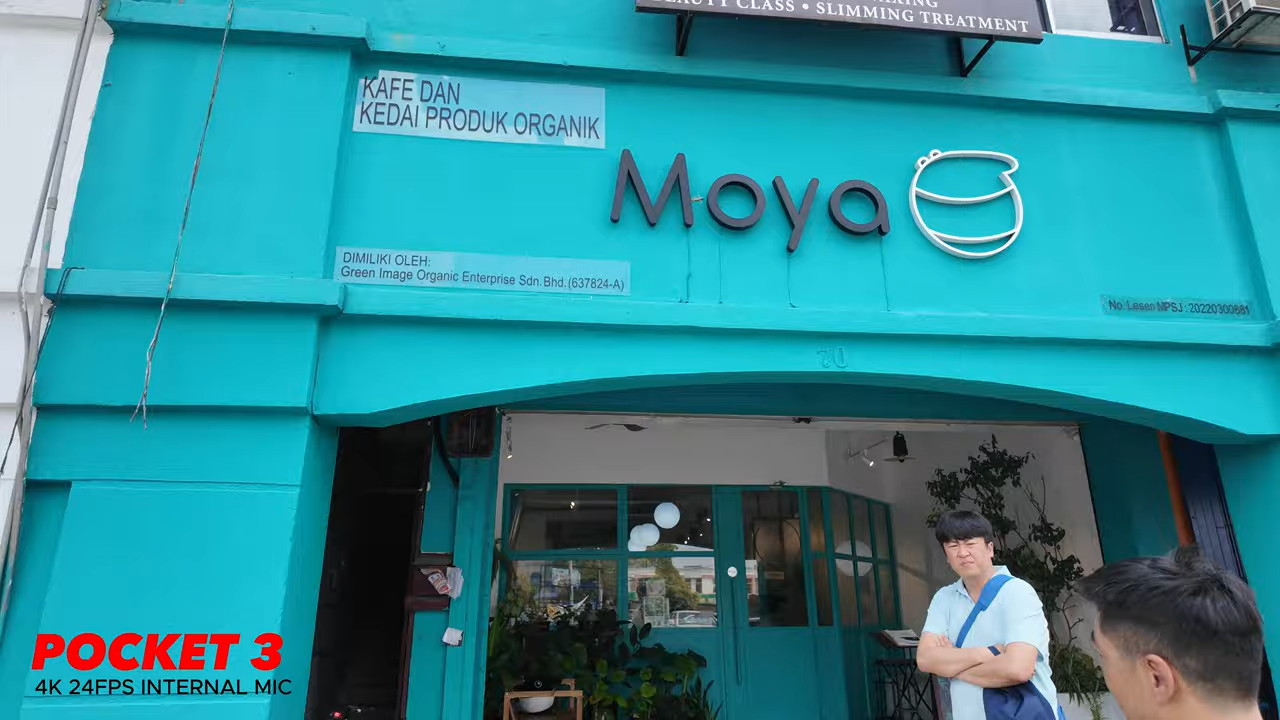 BEAUTY CLASS • SLIMMING TREATMENT
KAFE DAN
KEDAI PRODUK ORGANIK
Moya
DIMILIKI OLEH:
Green Image Organic Enterprise Sdn.Bhd.(637824-A)
No. Lesen MPSJ : 20220300881
70
POCKET 3
4K 24FPS INTERNAL MIC